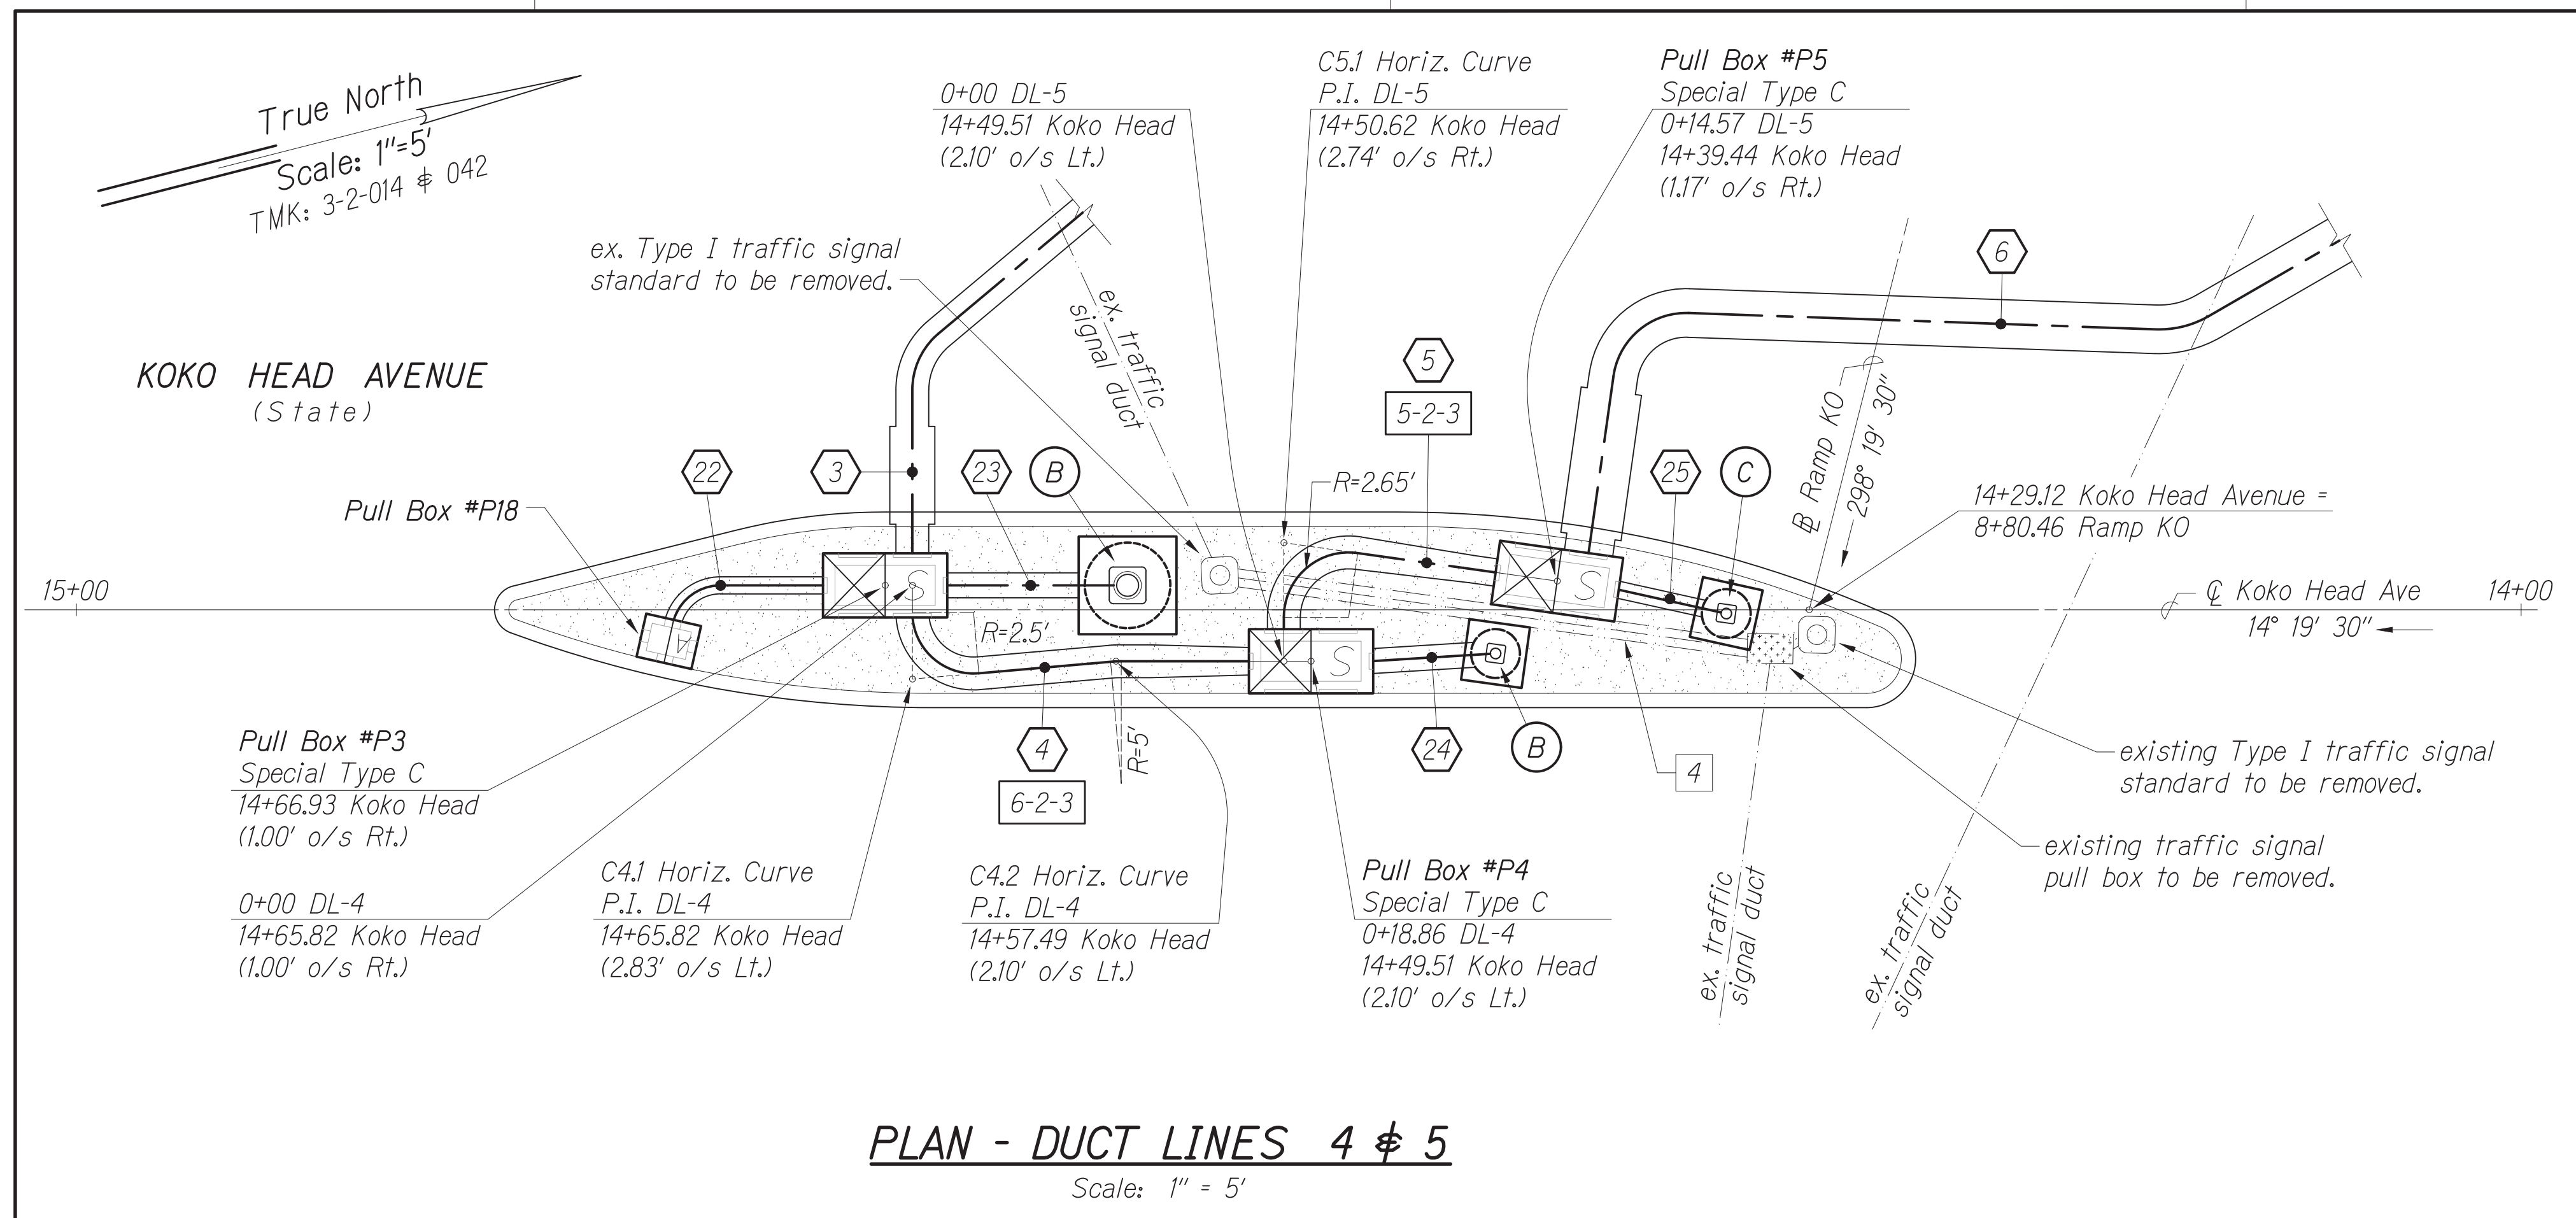 True North
Scale: 1"=5'
TMK: 3-2-014 & 042
KOKO HEAD AVENUE
(State)
0+00 DL-5
14+49.51 Koko Head
(2.10' o/s Lt.)
C5.1 Horiz. Curve
P.I. DL-5
14+50.62 Koko Head
(2.74' o/s Rt.)
Pull Box #P5
Special Type C
0+14.57 DL-5
14+39.44 Koko Head
(1.17' o/s Rt.)
ex. Type I traffic signal
standard to be removed.
ex. traffic
signal duct
6
5
5-2-3
22
3
23
B
R=2.65'
25
C
℄ Ramp KO
298° 19' 30"
14+29.12 Koko Head Avenue =
8+80.46 Ramp KO
Pull Box #P18
15+00
℄ Koko Head Ave
14+00
14° 19' 30"
S
S
S
A
R=2.5'
R=5'
4
6-2-3
24
B
4
existing Type I traffic signal
standard to be removed.
existing traffic signal
pull box to be removed.
Pull Box #P3
Special Type C
14+66.93 Koko Head
(1.00' o/s Rt.)
0+00 DL-4
14+65.82 Koko Head
(1.00' o/s Rt.)
C4.1 Horiz. Curve
P.I. DL-4
14+65.82 Koko Head
(2.83' o/s Lt.)
C4.2 Horiz. Curve
P.I. DL-4
14+57.49 Koko Head
(2.10' o/s Lt.)
Pull Box #P4
Special Type C
0+18.86 DL-4
14+49.51 Koko Head
(2.10' o/s Lt.)
ex. traffic
signal duct
ex. traffic
signal duct
PLAN - DUCT LINES 4 & 5
Scale: 1" = 5'